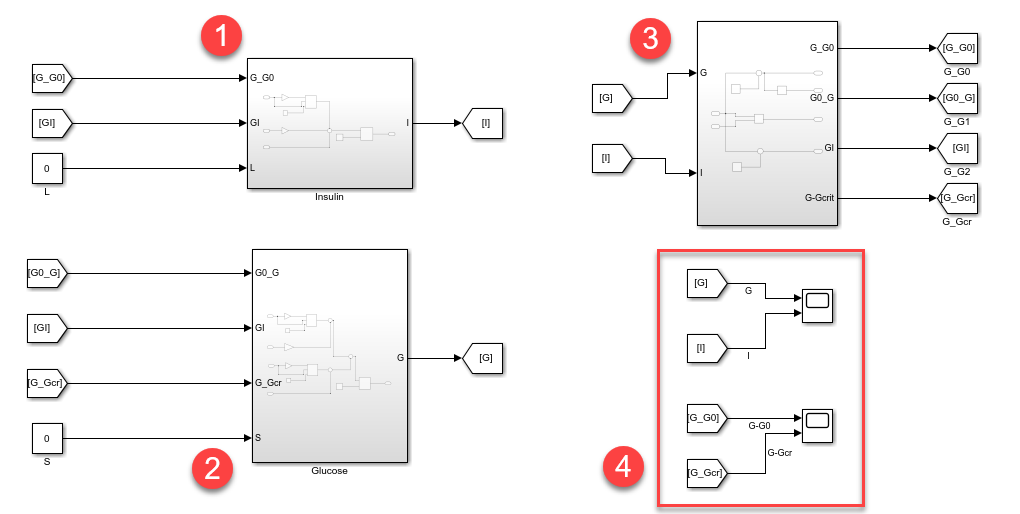 1
[G_G0]
G_G0
[GI]
GI
I
[I]
0
L
L
Insulin
[G0_G]
G0_G
[GI]
GI
G
[G]
[G_Gcr]
G_Gcr
0
S
S
2
Glucose
3
G_G0
[G_G0]
G_G0
G
[G]
G0_G
[G0_G]
G_G1
GI
[GI]
G_G2
[I]
I
G-Gcrit
[G_Gcr]
G_Gcr
[G]
G
[I]
I
[G_G0]
G-G0
G-Gcr
4
[G_Gcr]